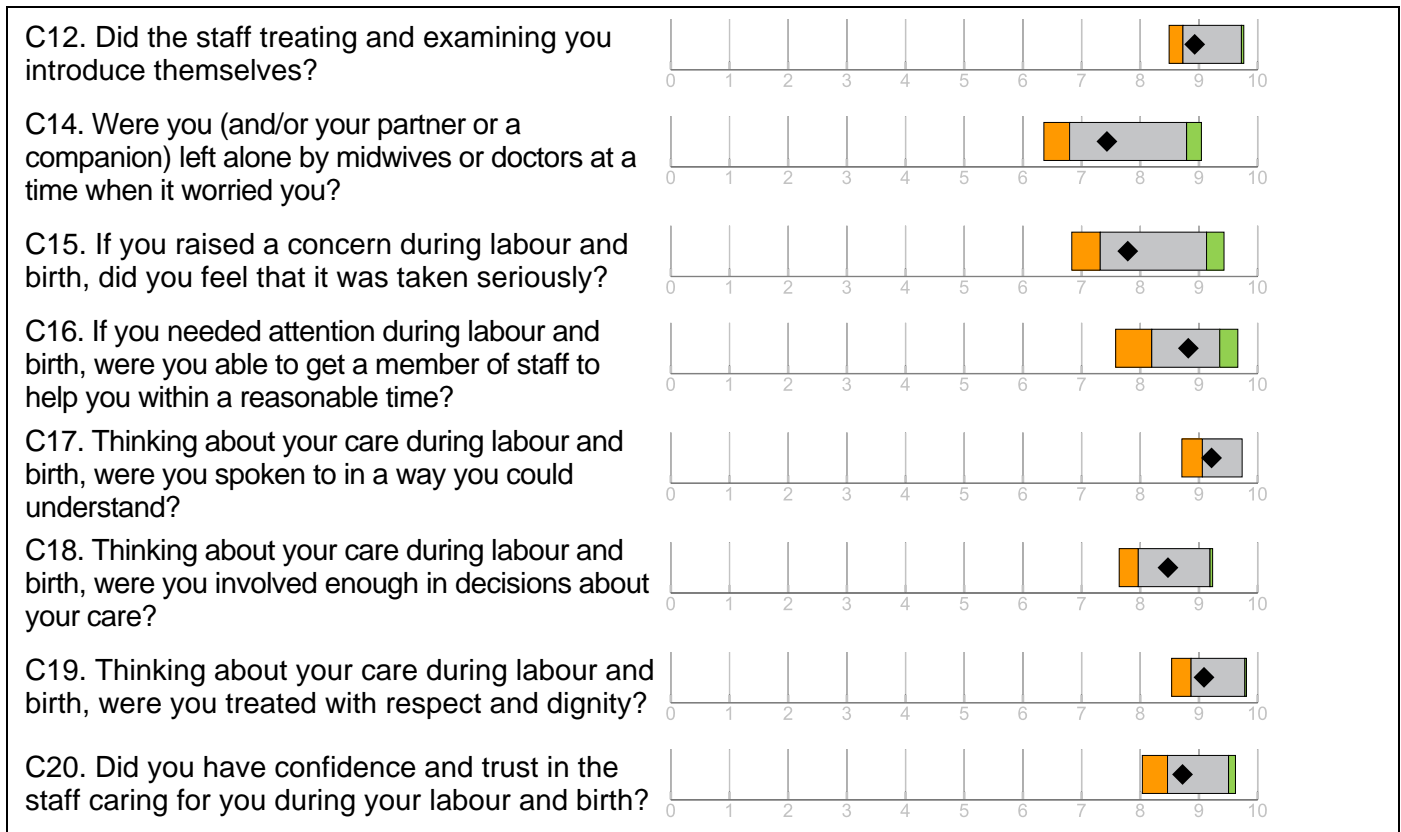 C12. Did the staff treating and examining you
introduce themselves?
0 1 2 3 4 5 6 7 8 9 10
C14. Were you (and/or your partner or a
companion) left alone by midwives or doctors at a
time when it worried you?
0 1 2 3 4 5 6 7 8 9 10
C15. If you raised a concern during labour and
birth, did you feel that it was taken seriously?
0 1 2 3 4 5 6 7 8 9 10
C16. If you needed attention during labour and
birth, were you able to get a member of staff to
help you within a reasonable time?
0 1 2 3 4 5 6 7 8 9 10
C17. Thinking about your care during labour and
birth, were you spoken to in a way you could
understand?
0 1 2 3 4 5 6 7 8 9 10
C18. Thinking about your care during labour and
birth, were you involved enough in decisions about
your care?
0 1 2 3 4 5 6 7 8 9 10
C19. Thinking about your care during labour and
birth, were you treated with respect and dignity?
0 1 2 3 4 5 6 7 8 9 10
C20. Did you have confidence and trust in the
staff caring for you during your labour and birth?
0 1 2 3 4 5 6 7 8 9 10